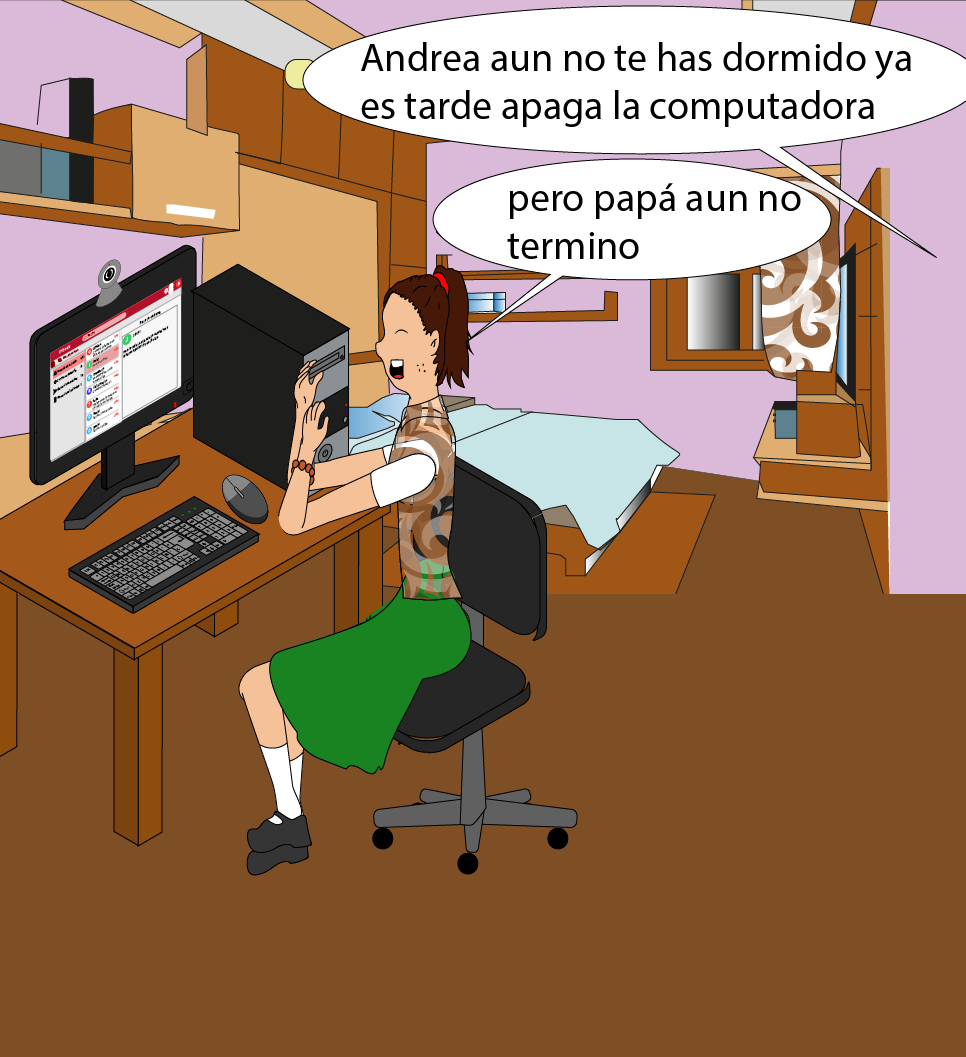 Andrea aun no te has dormido ya
es tarde apaga la computadora
pero papá aun no
termino